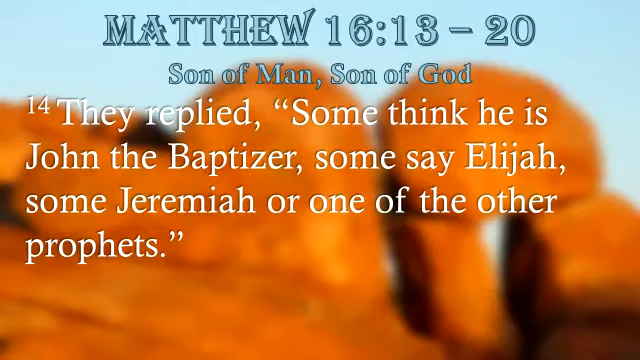 MATTHEW 16:13 – 20
Son of Man, Son of God
14 They replied, “Some think he is
John the Baptizer, some say Elijah,
some Jeremiah or one of the other
prophets.”